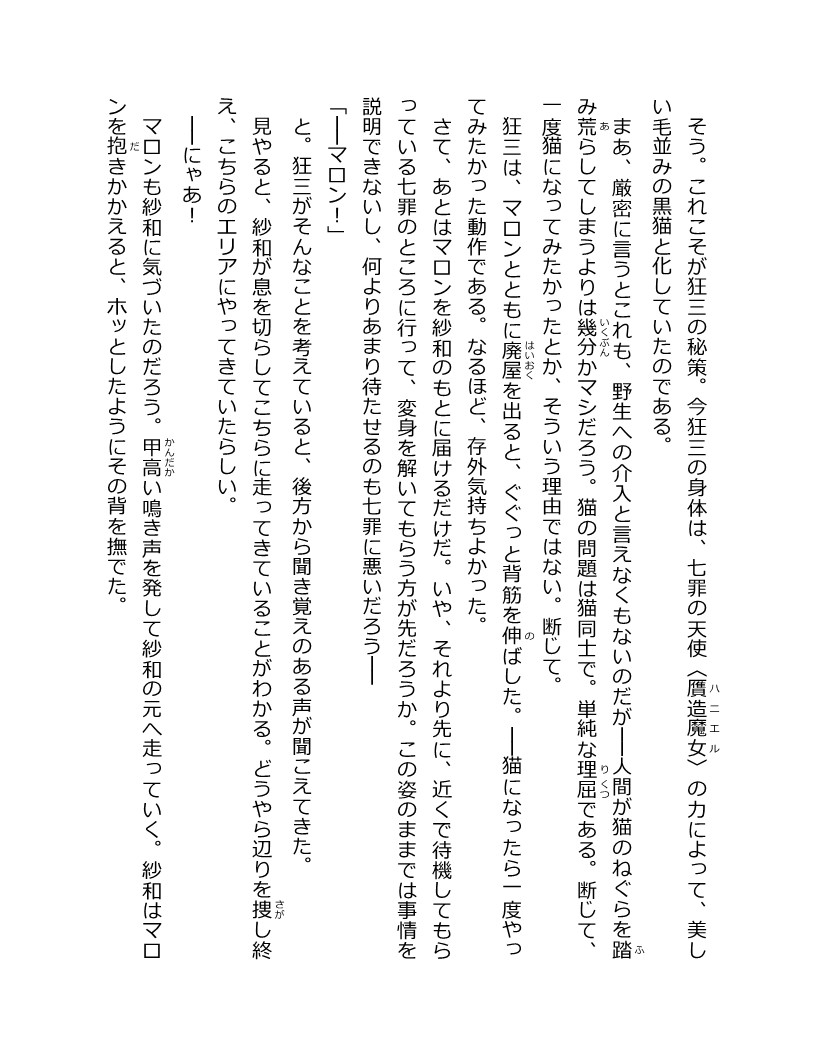 そう。これこそが狂三の秘策。今狂三の身体は、七罪の天使〈贋造魔女〉の力によって、美し
い毛並みの黒猫と化していたのである。
　まあ、厳密に言うとこれも、野生への介入と言えなくもないのだが――人間が猫のねぐらを踏
み荒らしてしまうよりは幾分かマシだろう。猫の問題は猫同士で。単純な理屈である。断じて、
一度猫になってみたかったとか、そういう理由ではない。断じて。
　狂三は、マロンとともに廃屋を出ると、ぐぐっと背筋を伸ばした。――猫になったら一度やっ
てみたかった動作である。なるほど、存外気持ちよかった。
　さて、あとはマロンを紗和のもとに届けるだけだ。いや、それより先に、近くで待機してもら
っている七罪のところに行って、変身を解いてもらう方が先だろうか。この姿のままでは事情を
説明できないし、何よりあまり待たせるのも七罪に悪いだろう――
「――マロン！」
　と。狂三がそんなことを考えていると、後方から聞き覚えのある声が聞こえてきた。
　見やると、紗和が息を切らしてこちらに走ってきていることがわかる。どうやら辺りを捜し終
え、こちらのエリアにやってきていたらしい。
　――にゃあ！
　マロンも紗和に気づいたのだろう。甲高い鳴き声を発して紗和の元へ走っていく。紗和はマロ
ンを抱きかかえると、ホッとしたようにその背を撫でた。